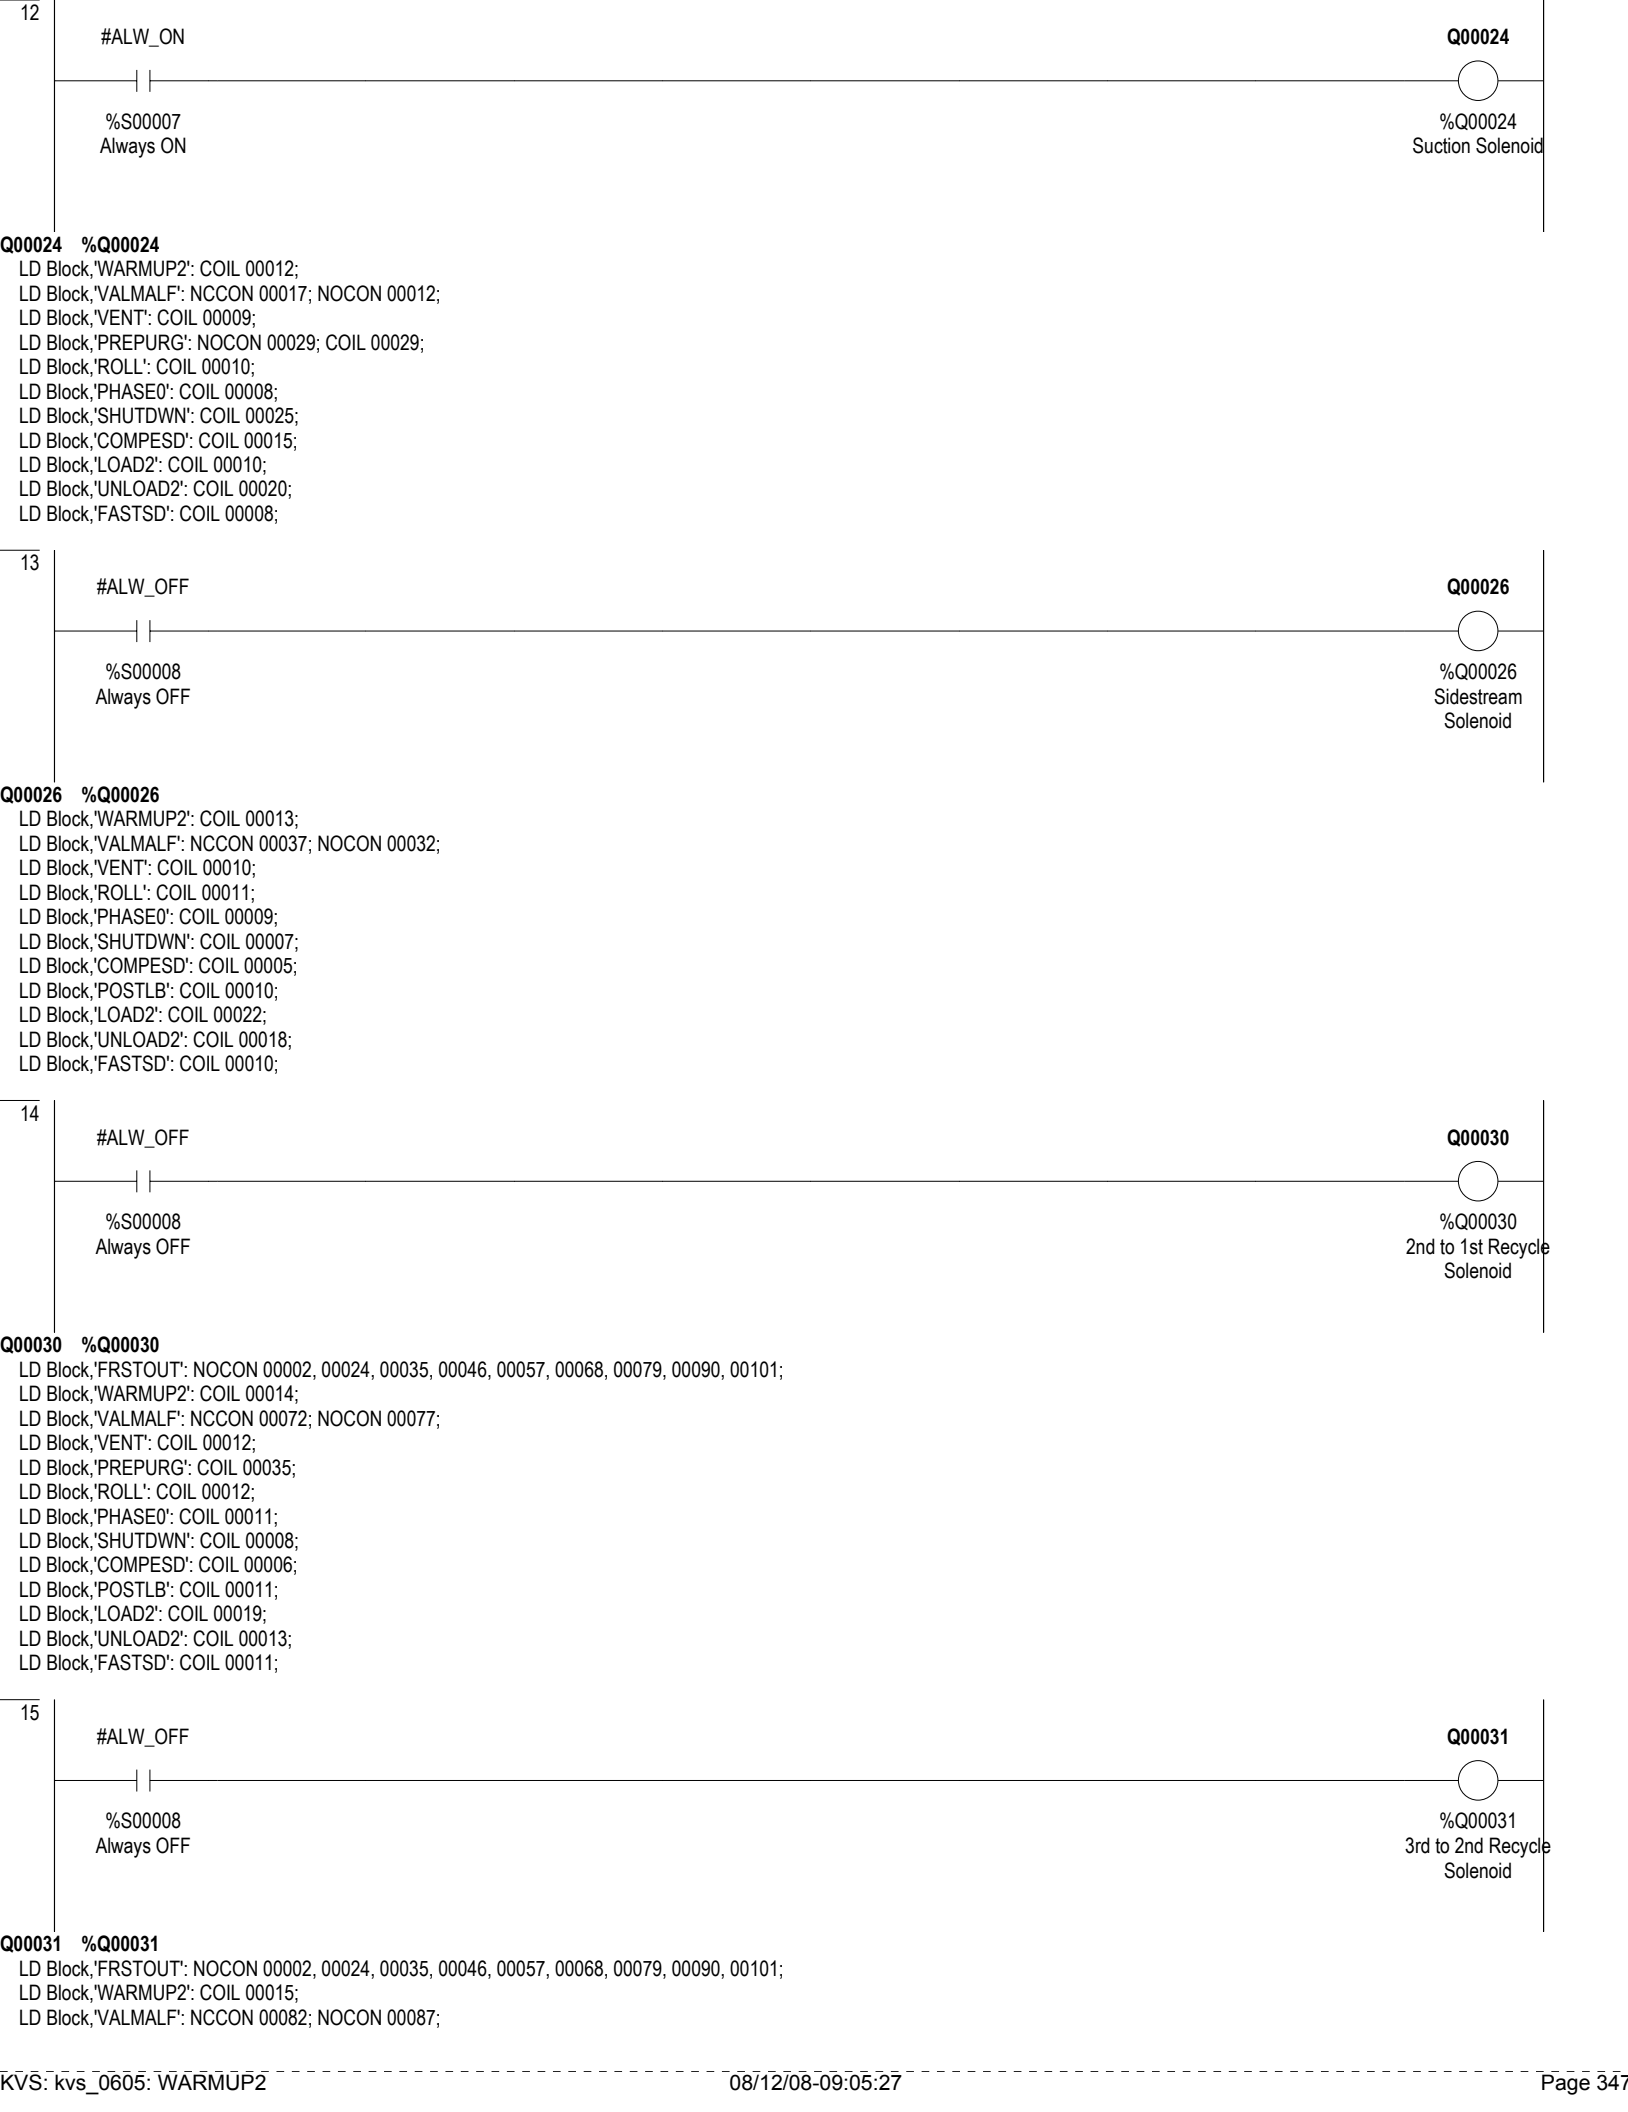 12
#ALW_ON Q00024
%S00007 %Q00024
Always ON Suction Solenoid
Q00024 %Q00024
LD Block,'WARMUP2': COIL 00012;
LD Block,'VALMALF': NCCON 00017; NOCON 00012;
LD Block,'VENT': COIL 00009;
LD Block,'PREPURG': NOCON 00029; COIL 00029;
LD Block,'ROLL': COIL 00010;
LD Block,'PHASE0': COIL 00008;
LD Block,'SHUTDWN': COIL 00025;
LD Block,'COMPESD': COIL 00015;
LD Block,'LOAD2': COIL 00010;
LD Block,'UNLOAD2': COIL 00020;
LD Block,'FASTSD': COIL 00008;
13
#ALW_OFF Q00026
%S00008 %Q00026
Always OFF Sidestream
Solenoid
Q00026 %Q00026
LD Block,'WARMUP2': COIL 00013;
LD Block,'VALMALF': NCCON 00037; NOCON 00032;
LD Block,'VENT': COIL 00010;
LD Block,'ROLL': COIL 00011;
LD Block,'PHASE0': COIL 00009;
LD Block,'SHUTDWN': COIL 00007;
LD Block,'COMPESD': COIL 00005;
LD Block,'POSTLB': COIL 00010;
LD Block,'LOAD2': COIL 00022;
LD Block,'UNLOAD2': COIL 00018;
LD Block,'FASTSD': COIL 00010;
14
#ALW_OFF Q00030
%S00008 %Q00030
Always OFF 2nd to 1st Recycle
Solenoid
Q00030 %Q00030
LD Block,'FRSTOUT': NOCON 00002, 00024, 00035, 00046, 00057, 00068, 00079, 00090, 00101;
LD Block,'WARMUP2': COIL 00014;
LD Block,'VALMALF': NCCON 00072; NOCON 00077;
LD Block,'VENT': COIL 00012;
LD Block,'PREPURG': COIL 00035;
LD Block,'ROLL': COIL 00012;
LD Block,'PHASE0': COIL 00011;
LD Block,'SHUTDWN': COIL 00008;
LD Block,'COMPESD': COIL 00006;
LD Block,'POSTLB': COIL 00011;
LD Block,'LOAD2': COIL 00019;
LD Block,'UNLOAD2': COIL 00013;
LD Block,'FASTSD': COIL 00011;
15
#ALW_OFF Q00031
%S00008 %Q00031
Always OFF 3rd to 2nd Recycle
Solenoid
Q00031 %Q00031
LD Block,'FRSTOUT': NOCON 00002, 00024, 00035, 00046, 00057, 00068, 00079, 00090, 00101;
LD Block,'WARMUP2': COIL 00015;
LD Block,'VALMALF': NCCON 00082; NOCON 00087;
KVS: kvs_0605: WARMUP2 08/12/08-09:05:27 Page 347